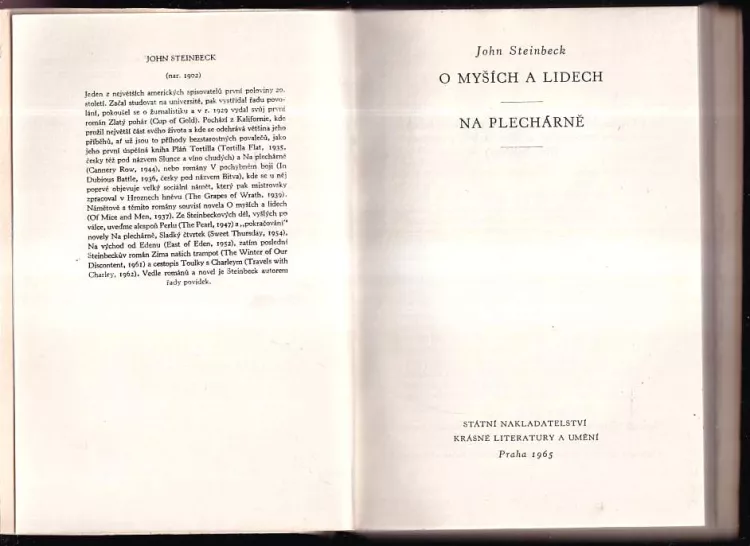 JOHN STEINBECK
(nar. 1902)
Jeden z největších amerických spisovatelů první poloviny 20.
století. Začal studovat na universitě, pak vystřídal řadu povo-
lání, pokoušel se o žurnalistiku a v r. 1929 vydal svůj první
román Zlatý pohár (Cup of Gold). Pochází z Kalifornie, kde
prožil největší část svého života a kde se odehrává většina jeho
příběhů, ať už jsou to příhody bezstarostných povalečů, jako
jeho první úspěšná kniha Pláň Tortilla (Tortilla Flat, 1935,
česky též pod názvem Slunce a víno chudých) a Na plechárně
(Cannery Row, 1944), nebo romány V pochybném boji (In
Dubious Battle, 1936, česky pod názvem Bitva), kde se u něj
poprvé objevuje velký sociální námět, který pak mistrovsky
zpracoval v Hroznech hněvu (The Grapes of Wrath, 1939).
Námětově s těmito romány souvisí novela O myších a lidech
(Of Mice and Men, 1937). Ze Steinbeckových děl, vyšlých po
válce, uveďme alespoň Perlu (The Pearl, 1947) a „pokračování"
novely Na plechárně, Sladký čtvrtek (Sweet Thursday, 1954),
Na východ od Edenu (East of Eden, 1952), zatím poslední
Steinbeckův román Zima našich trampot (The Winter of Our
Discontent, 1961) a cestopis Toulky s Charleym (Travels with
Charley, 1962). Vedle románů a novel je Steinbeck autorem
řady povídek.
John Steinbeck
O MYŠÍCH A LIDECH
NA PLECHÁRNĚ
STÁTNÍ NAKLADATELSTVÍ
KRÁSNÉ LITERATURY A UMĚNÍ
Praha 1965